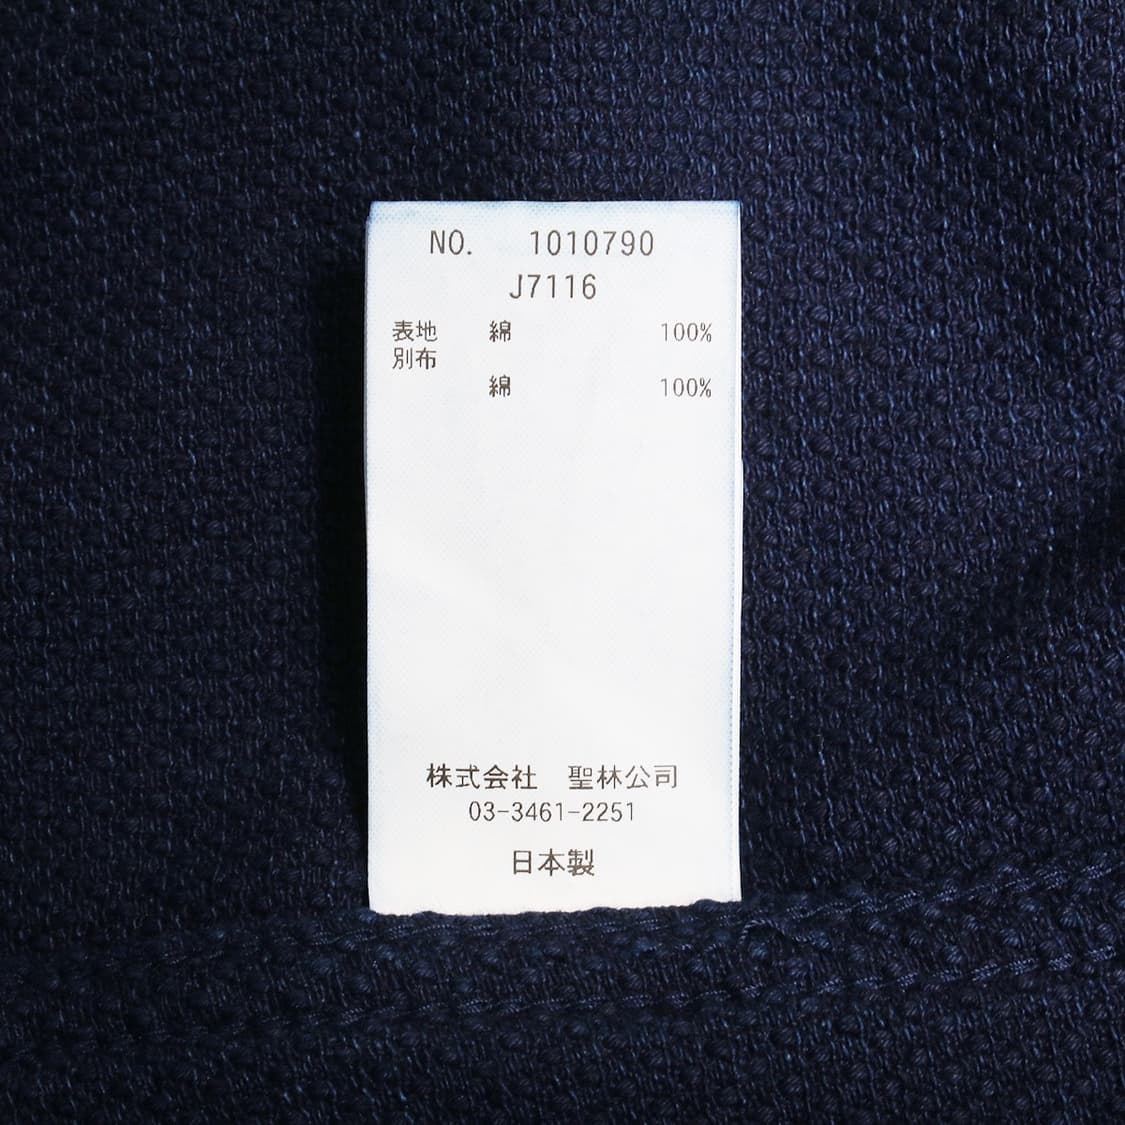 NO. 1010790
J7116
表地 綿 100%
別布
綿 100%
株式会社 聖林公司
03-3461-2251
日本製